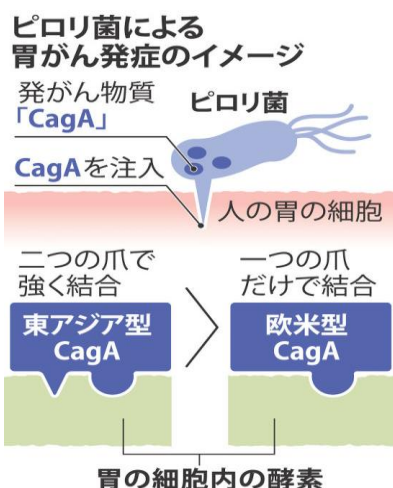 ピロリ菌による
胃がん発症のイメージ
発がん物質
「CagA」
ピロリ菌
CagAを注入
人の胃の細胞
二つの爪で
強く結合
一つの爪
だけで結合
東アジア型
CagA
欧米型
CagA
胃の細胞内の酵素